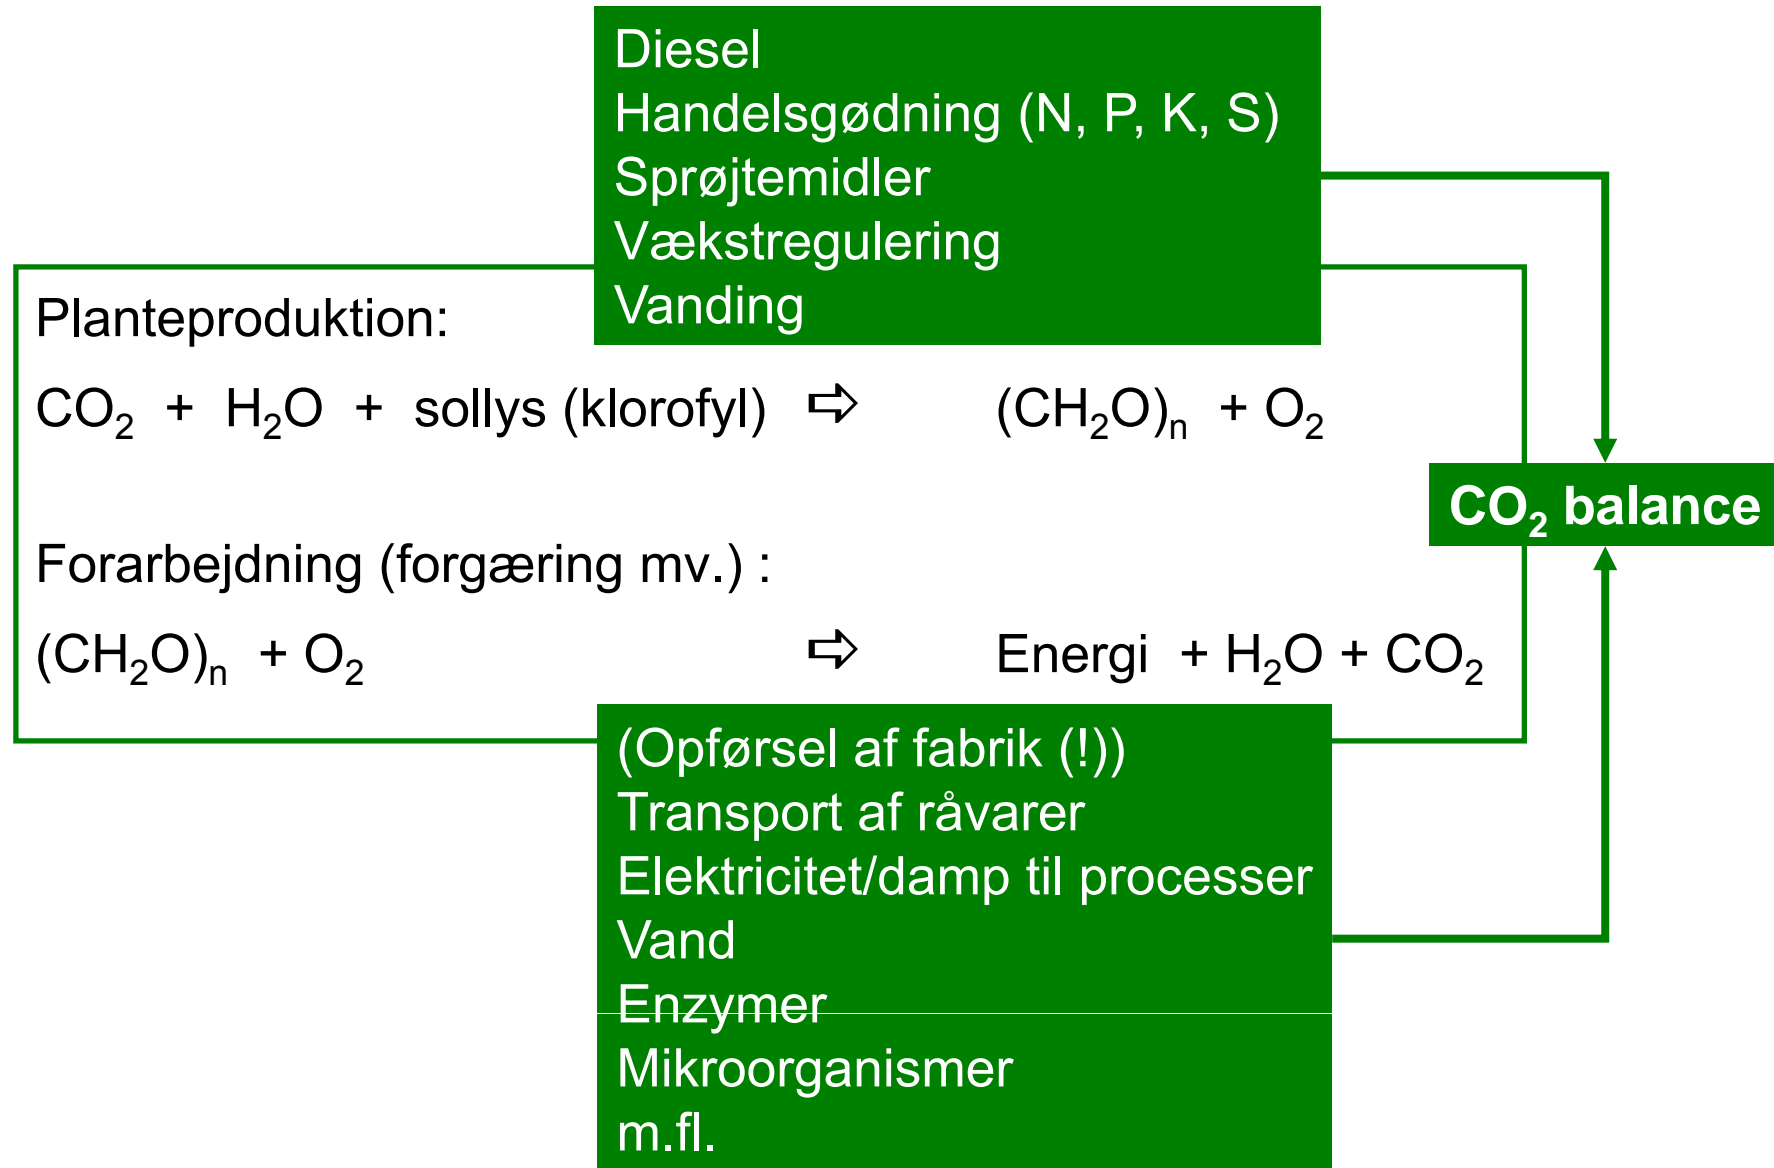 Diesel
Handelsgødning (N, P, K, S)
Sprøjtemidler
Vækstregulering
Vanding
Planteproduktion:
CO₂ + H₂O + sollys (klorofyl) ⇨ (CH₂O)ₙ + O₂
CO₂ balance
Forarbejdning (forgæring mv.) :
(CH₂O)ₙ + O₂ ⇨ Energi + H₂O + CO₂
(Opførsel af fabrik (!))
Transport af råvarer
Elektricitet/damp til processer
Vand
Enzymer
Mikroorganismer
m.fl.